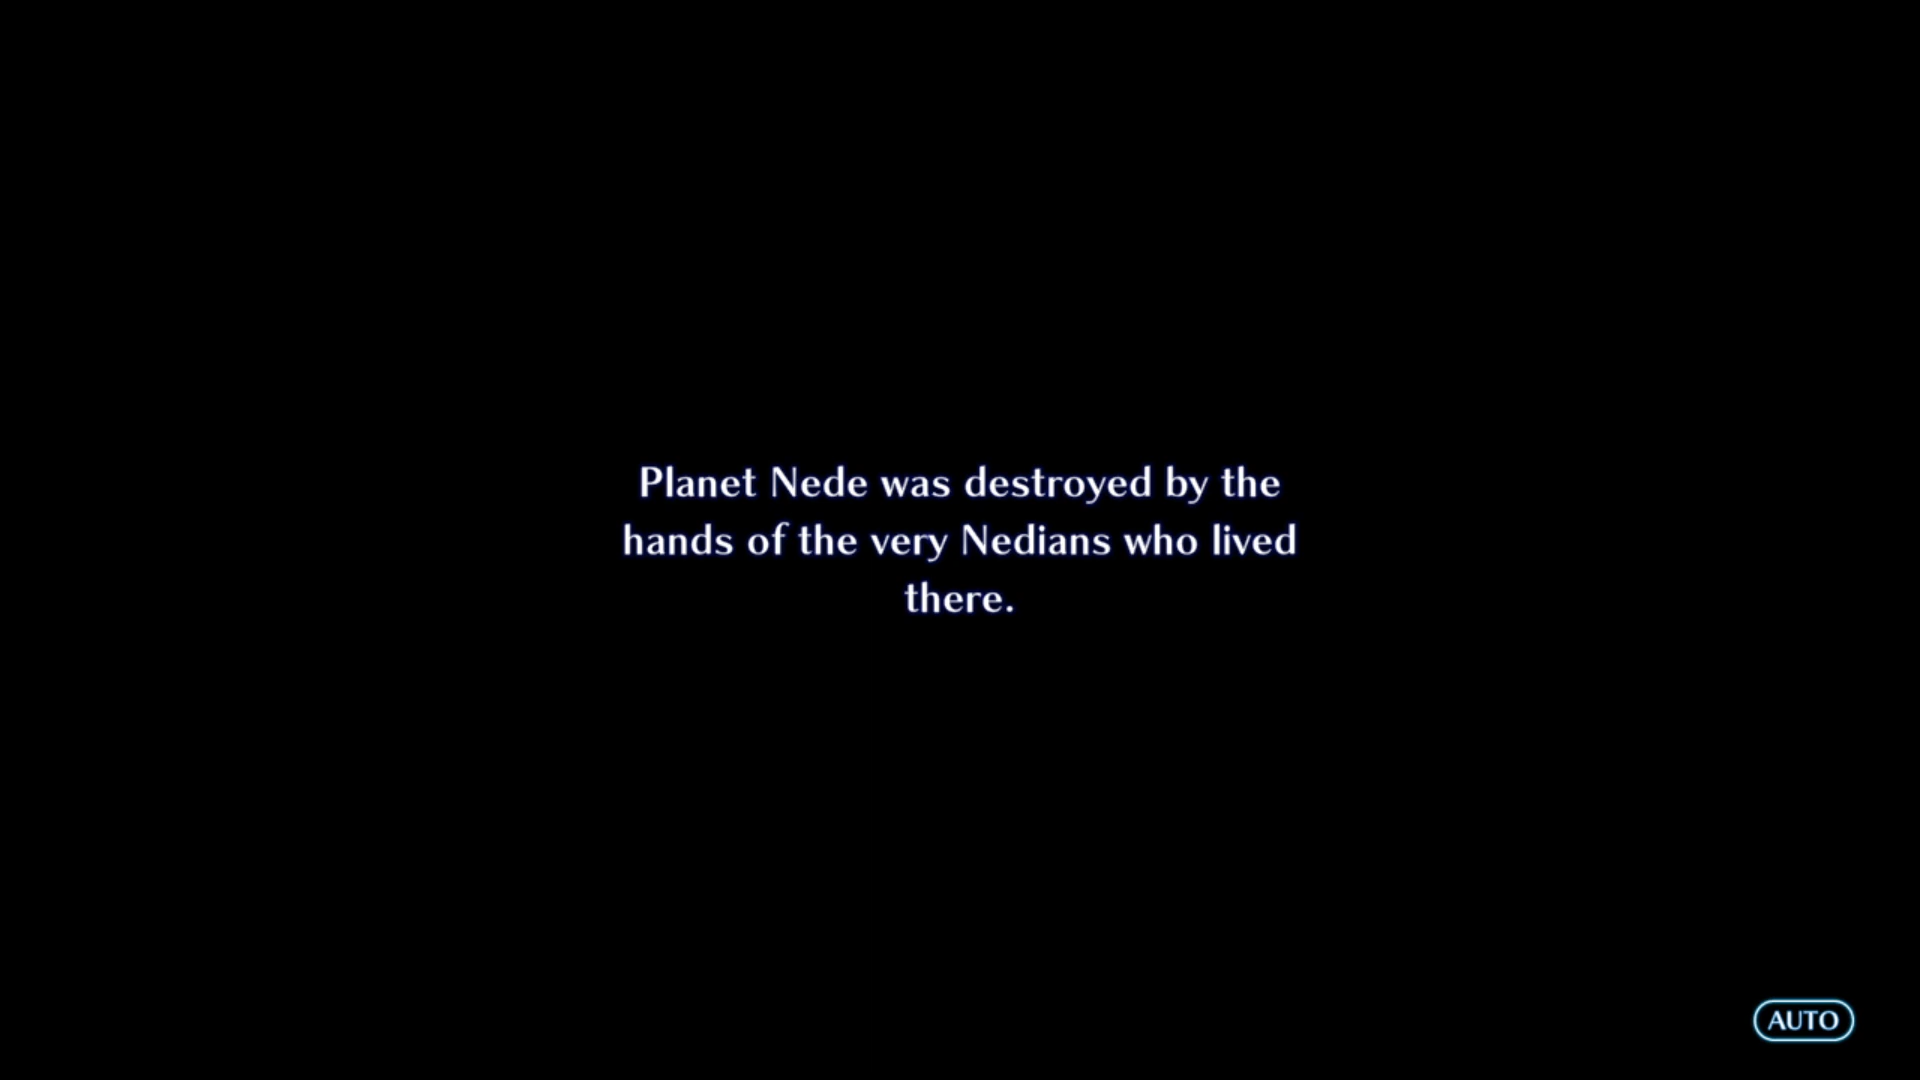 Planet Nede was destroyed by the
hands of the very Nedians who lived
there.
AUTO